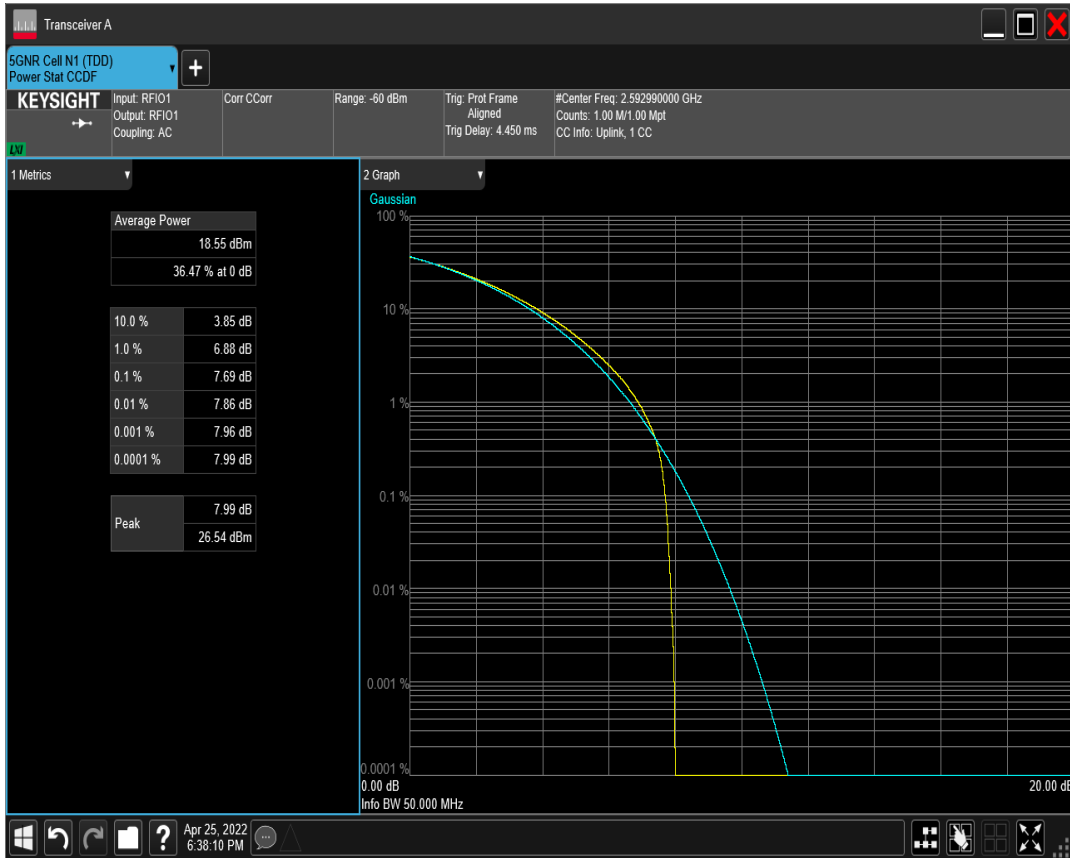 Transceiver A
5GNR Cell N1 (TDD)
Power Stat CCDF
KEYSIGHT
LXI
Input: RFIO1
Output: RFIO1
Coupling: AC
Corr CCorr
Range: -60 dBm
Trig: Prot Frame
Aligned
Trig Delay: 4.450 ms
#Center Freq: 2.592990000 GHz
Counts: 1.00 M/1.00 Mpt
CC Info: Uplink, 1 CC
1 Metrics
Average Power
18.55 dBm
36.47 % at 0 dB
10.0 % 3.85 dB
1.0 % 6.88 dB
0.1 % 7.69 dB
0.01 % 7.86 dB
0.001 % 7.96 dB
0.0001 % 7.99 dB
Peak
7.99 dB
26.54 dBm
2 Graph
Gaussian
100 %
10 %
1 %
0.1 %
0.01 %
0.001 %
0.0001 %
0.00 dB 20.00 dB
Info BW 50.000 MHz
Apr 25, 2022
6:38:10 PM